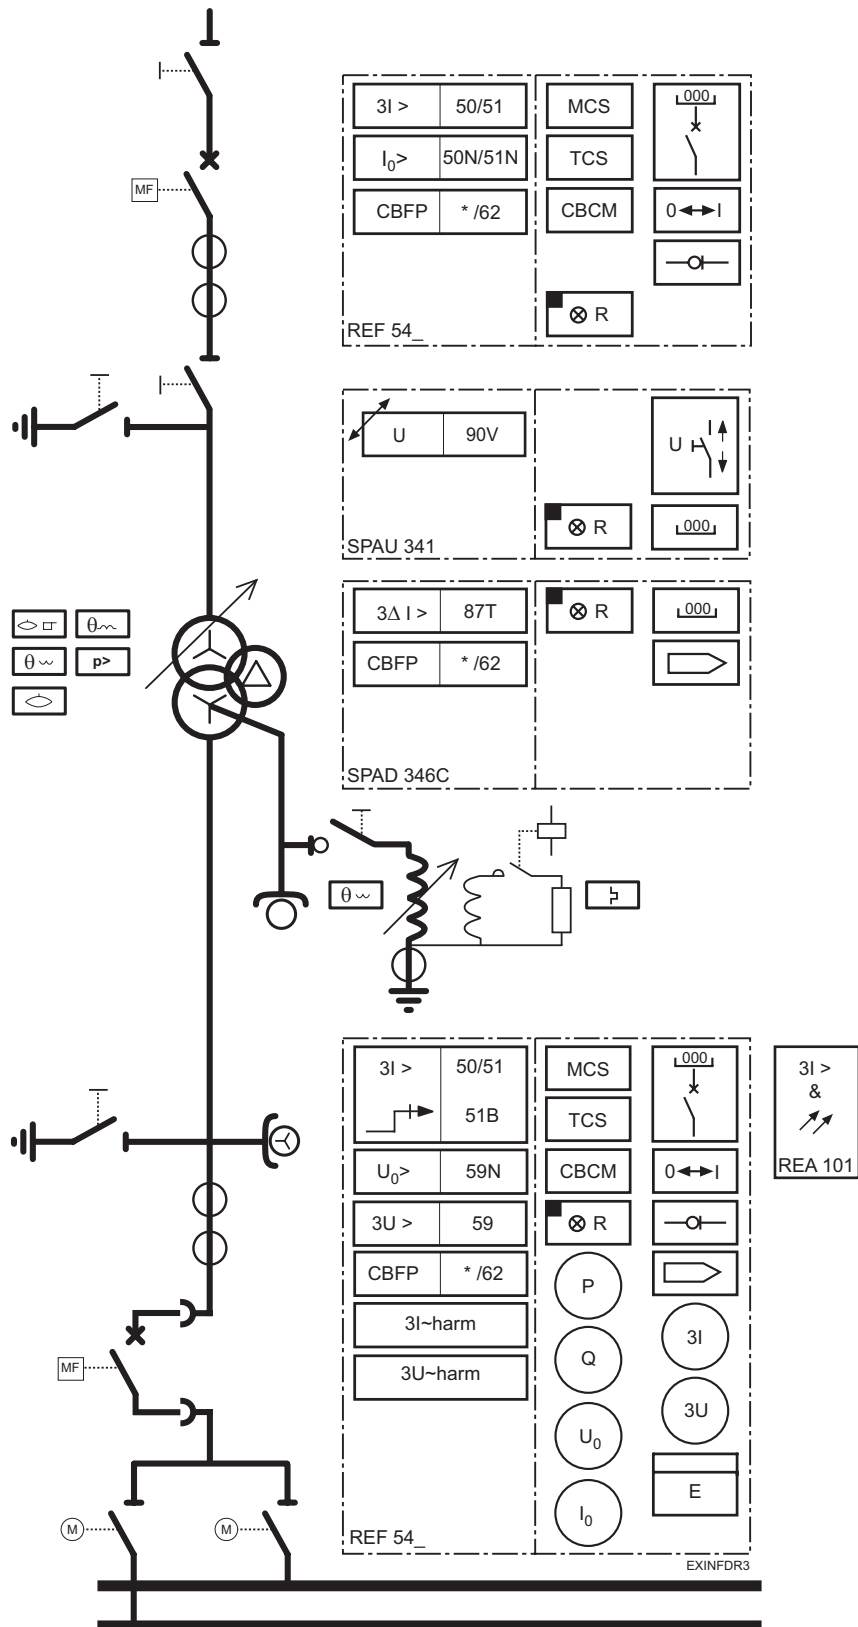 3I > 50/51 MCS 000
I0> 50N/51N TCS
MF
CBFP * /62 CBCM 0 I
R
REF 54_
U 90V U I
R 000
SPAU 341
3Δ I > 87T R 000
θ
θ p>
CBFP * /62
SPAD 346C
θ
3I > 50/51 MCS 000 3I >
&
51B TCS
REA 101
U0> 59N CBCM 0 I
3U > 59 R
CBFP * /62 P
3I~harm 3I
MF Q
3U~harm
3U
U0
E
I0
M M
REF 54_
EXINFDR3